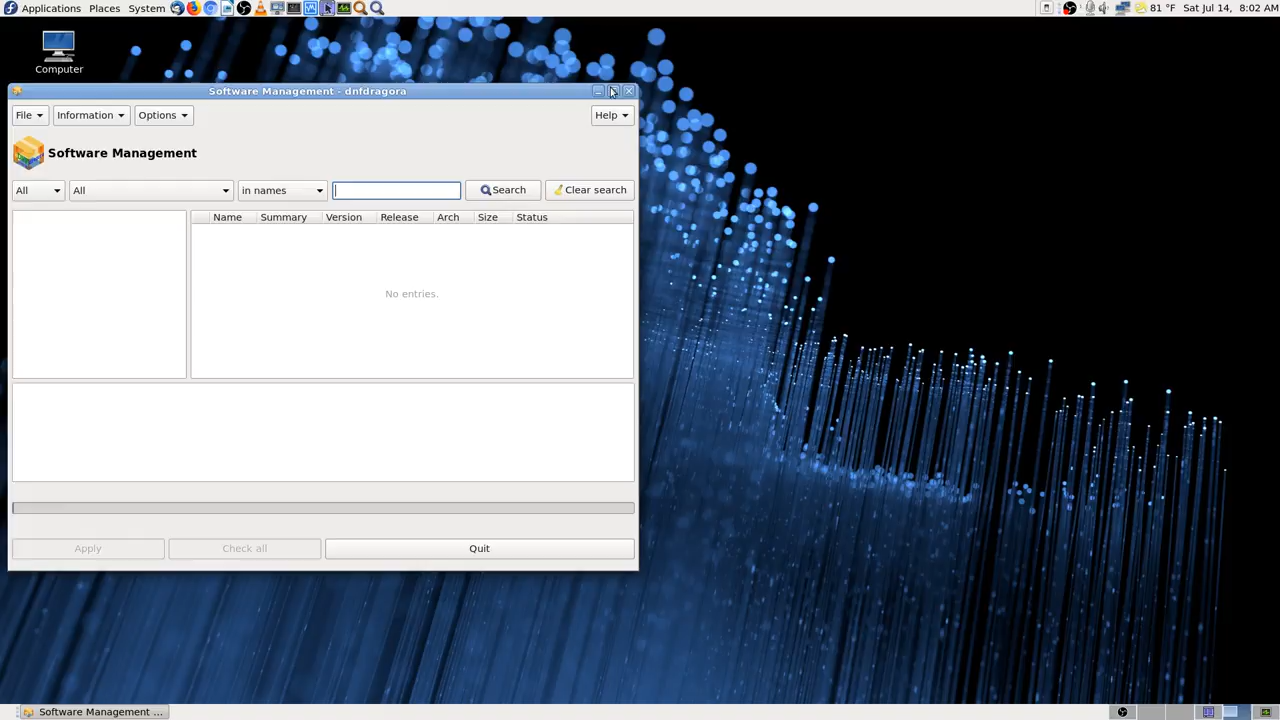 Applications Places System 81 °F Sat Jul 14, 8:02 AM
Computer
Software Management - dnfdragora
File Information Options Help
Software Management
All All in names Search Clear search
Name Summary Version Release Arch Size Status
No entries.
Apply Check all Quit
Software Management ...